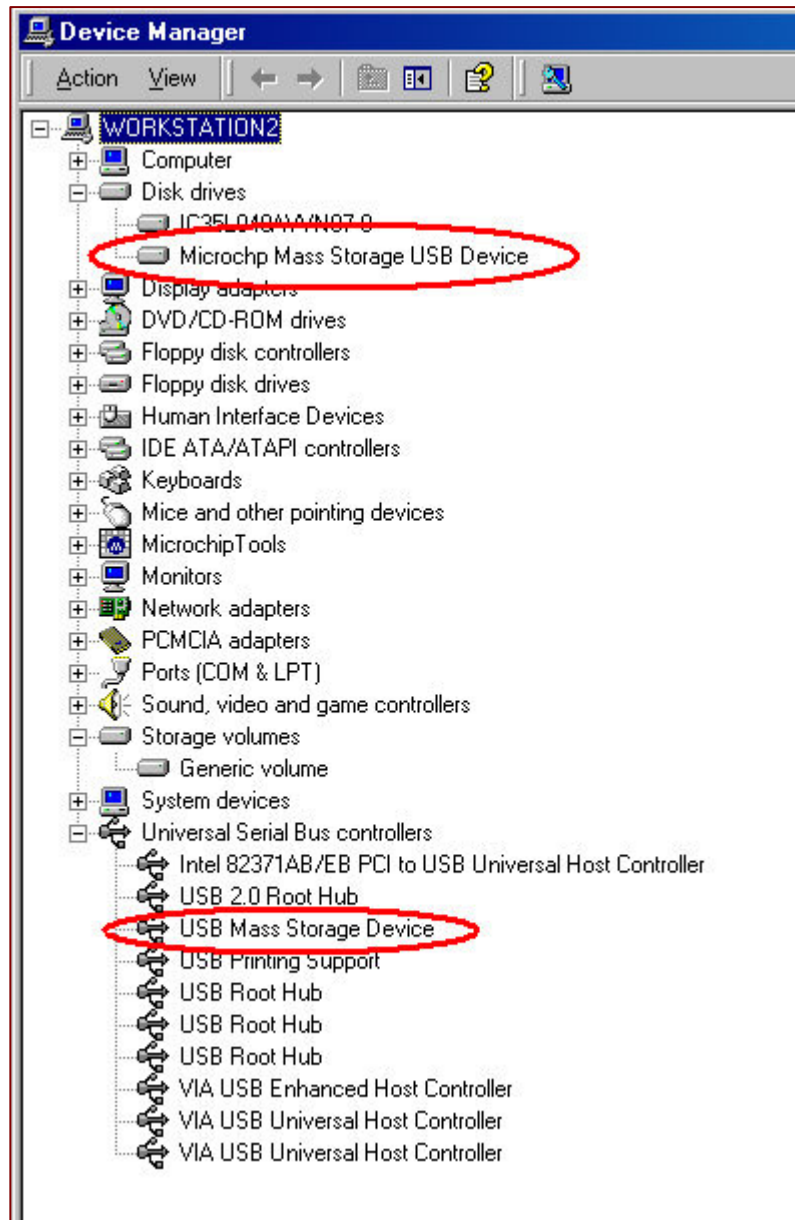 Device Manager
Action View
WORKSTATION2
Computer
Disk drives
Microchp Mass Storage USB Device
Display adapters
DVD/CD-ROM drives
Floppy disk controllers
Floppy disk drives
Human Interface Devices
IDE ATA/ATAPI controllers
Keyboards
Mice and other pointing devices
MicrochipTools
Monitors
Network adapters
PCMCIA adapters
Ports (COM & LPT)
Sound, video and game controllers
Storage volumes
Generic volume
System devices
Universal Serial Bus controllers
Intel 82371AB/EB PCI to USB Universal Host Controller
USB 2.0 Root Hub
USB Mass Storage Device
USB Printing Support
USB Root Hub
USB Root Hub
USB Root Hub
VIA USB Enhanced Host Controller
VIA USB Universal Host Controller
VIA USB Universal Host Controller